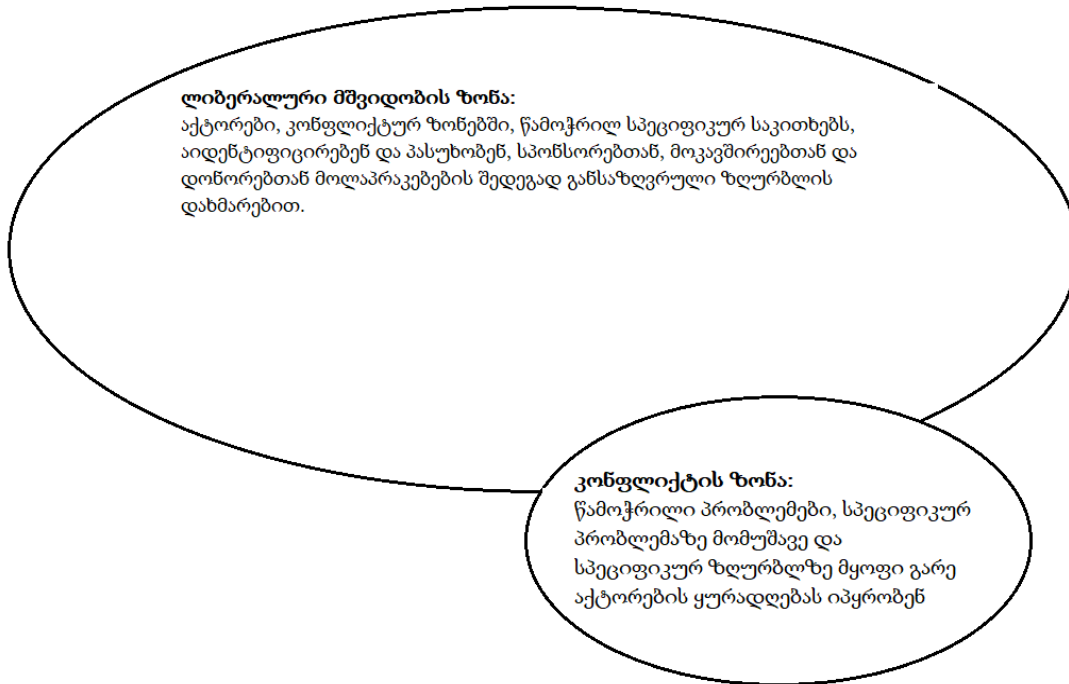 ლიბერალური მშვიდობის ზონა:
აქტორები, კონფლიქტურ ზონებში, წამოჭრილ სპეციფიკურ საკითხებს,
აიდენტიფიცირებენ და პასუხობენ, სპონსორებთან, მოკავშირეებთან და
დონორებთან მოლაპრაკებების შედეგად განსაზღვრული ზღურბლის
დახმარებით.
კონფლიქტის ზონა:
წამოჭრილი პრობლემები, სპეციფიკურ
პრობლემაზე მომუშავე და
სპეციფიკურ ზღურბლზე მყოფი გარე
აქტორების ყურადღებას იპყრობენ